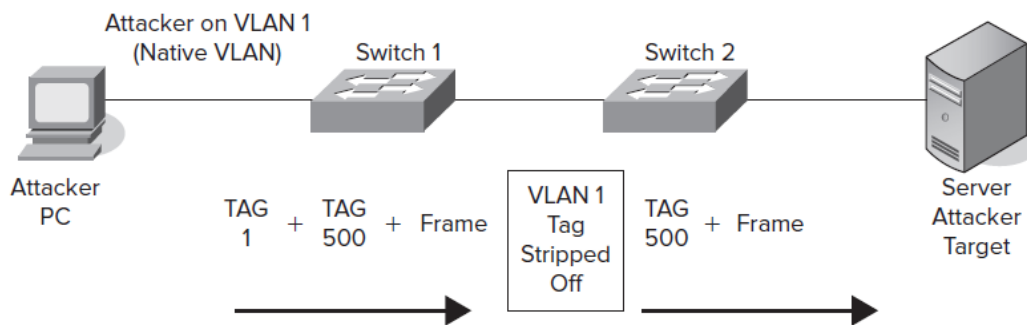 Attacker on VLAN 1
(Native VLAN)
Switch 1
Switch 2
Attacker
PC
Server
Attacker
Target
TAG
1
+
TAG
500
+
Frame
VLAN 1
Tag
Stripped
Off
TAG
500
+
Frame